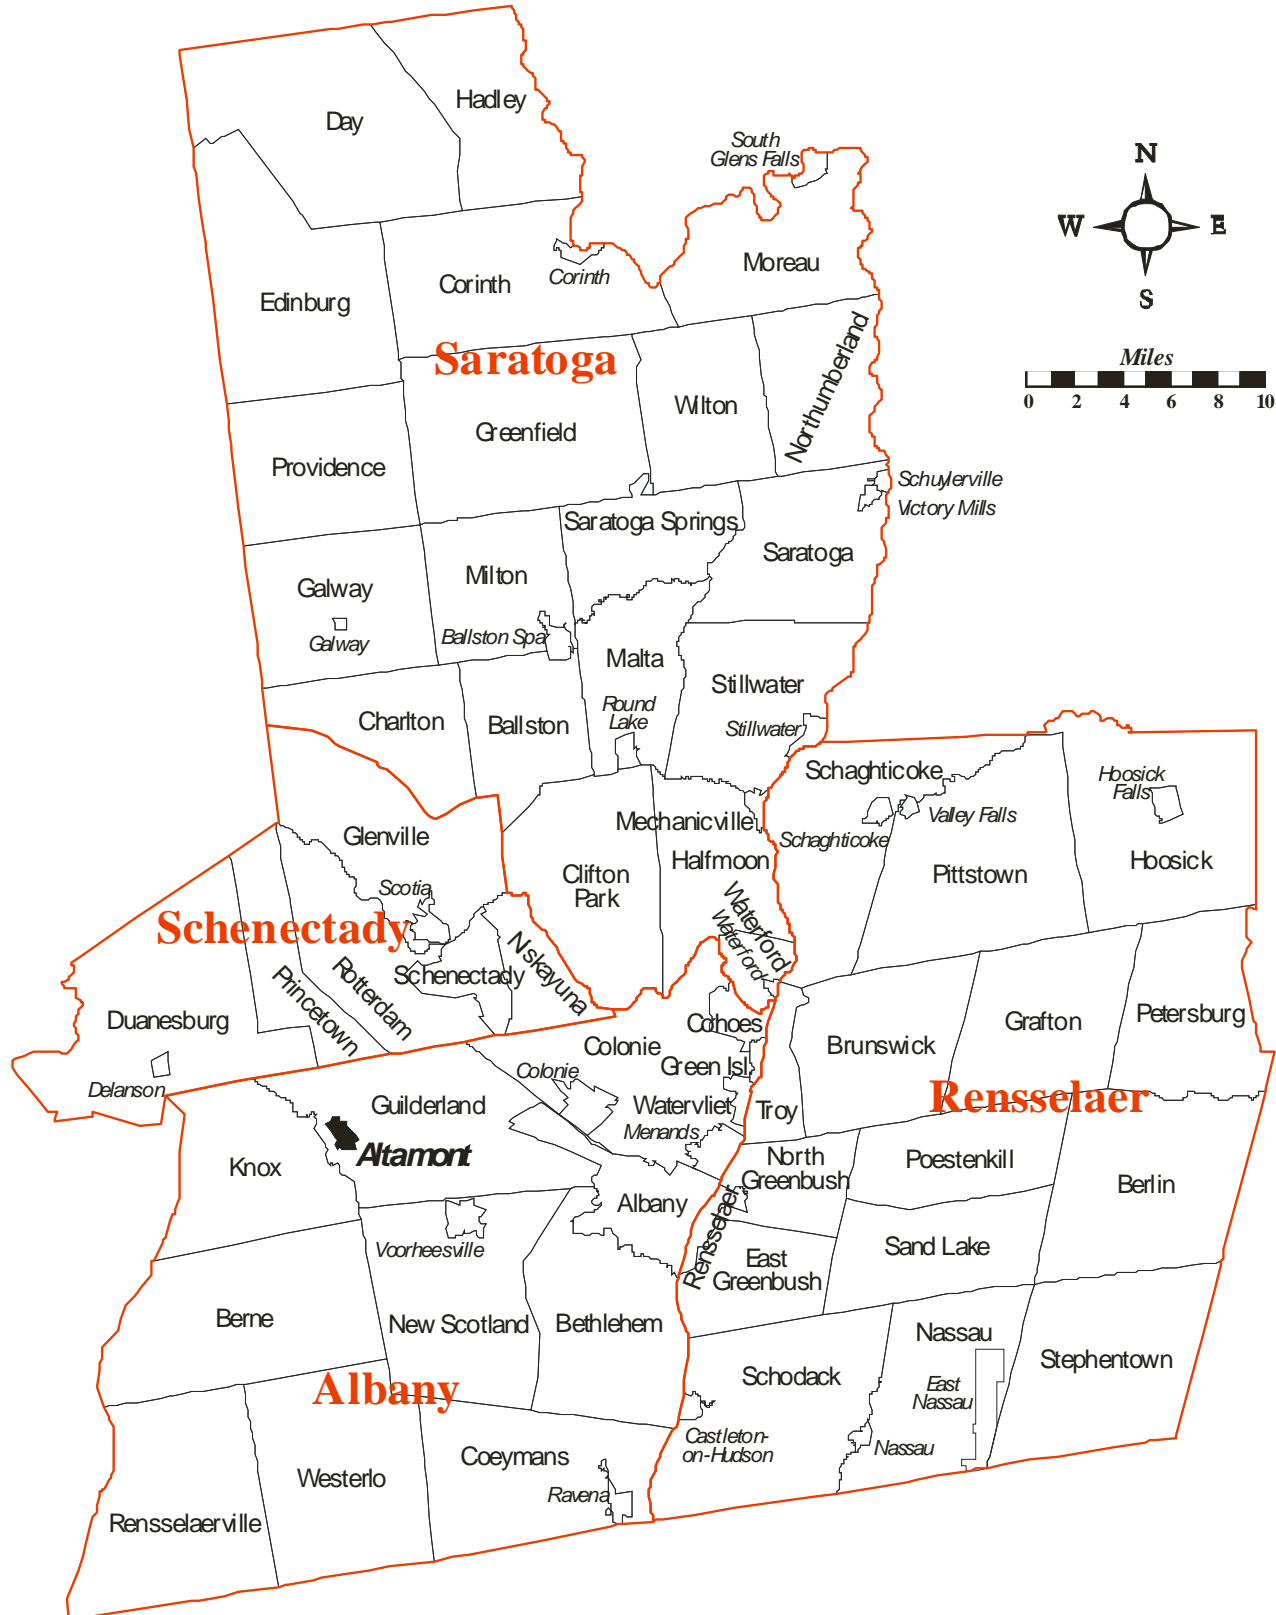 Hadley
Day
South
Glens Falls
N
W
E
S
Moreau
Corinth
Corinth
Edinburg
Saratoga
Northumberland
Miles
0 2 4 6 8 10
Wilton
Greenfield
Providence
Schuylerville
Victory Mills
Saratoga Springs
Saratoga
Milton
Galway
Galway
Ballston Spa
Malta
Stillwater
Round
Lake
Stillwater
Charlton
Ballston
Schaghticoke
Hoosick
Falls
Valley Falls
Schaghticoke
Mechanicville
Glenville
Halfmoon
Hoosick
Clifton
Park
Pittstown
Scotia
Waterford
Waterford
Schenectady
Niskayuna
Schenectady
Rotterdam
Princetown
Duanesburg
Cohoes
Grafton
Petersburg
Colonie
Brunswick
Green Isl.
Colonie
Delanson
Rensselaer
Guilderland
Watervliet
Troy
Menands
Altamont
Knox
North
Greenbush
Poestenkill
Berlin
Albany
Rensselaer
Voorheesville
Sand Lake
East
Greenbush
Berne
New Scotland
Bethlehem
Nassau
Stephentown
Schodack
Albany
East
Nassau
Castleton-
on-Hudson
Nassau
Coeymans
Westerlo
Ravena
Rensselaerville